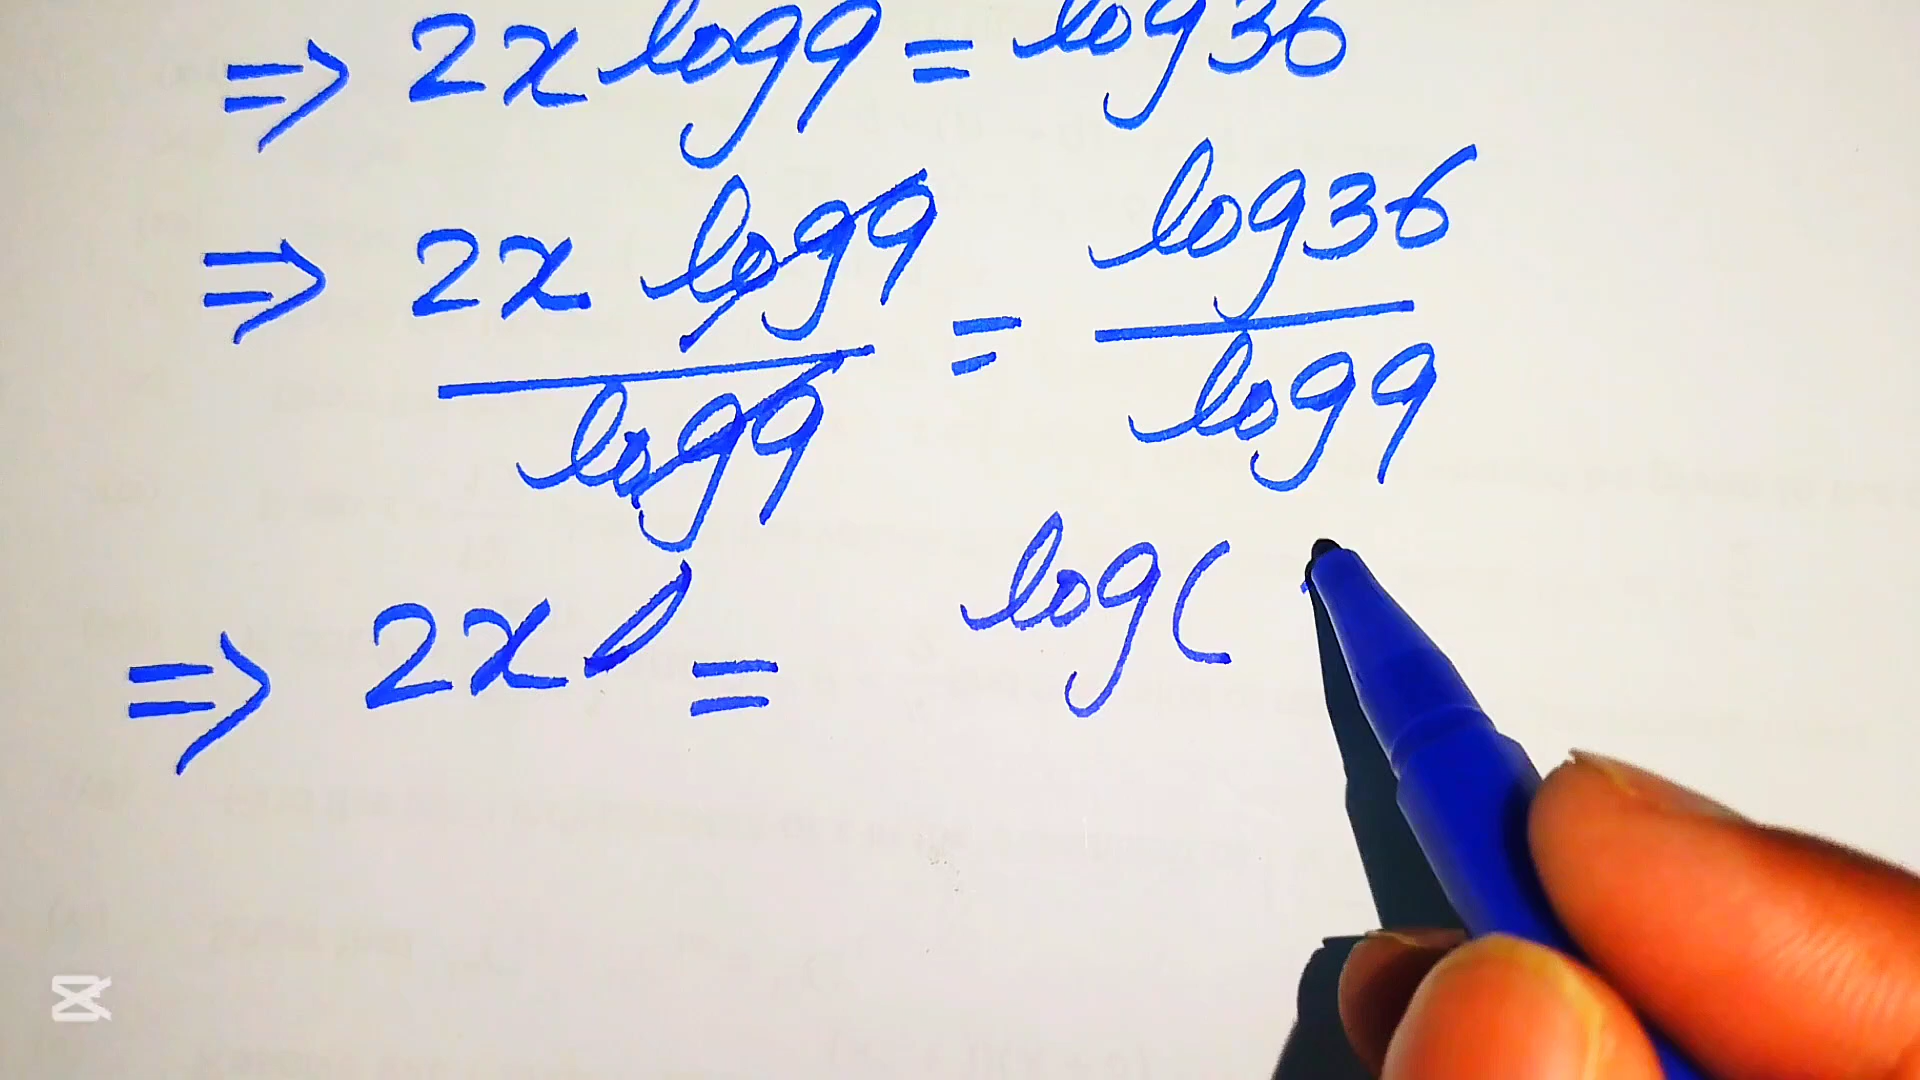 ⇒ 2x log9 = log36
⇒ 2x log9 / log9 = log36 / log9
⇒ 2x = log(